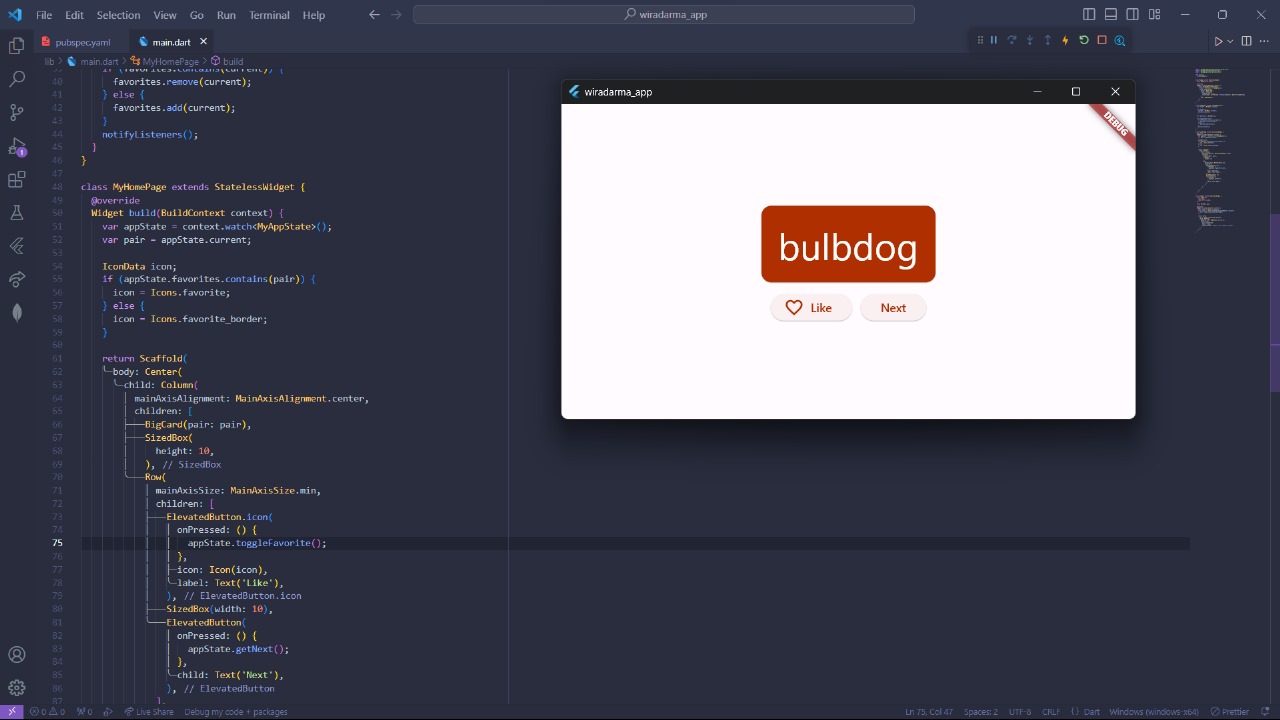 File Edit Selection View Go Run Terminal Help
wiradarma_app
pubspec.yaml
main.dart
lib > main.dart > MyHomePage > build
40 favorites.remove(current);
41 } else {
42 favorites.add(current);
43 }
44 notifyListeners();
45 }
46 }
47
48 class MyHomePage extends StatelessWidget {
49 @override
50 Widget build(BuildContext context) {
51 var appState = context.watch<MyAppState>();
52 var pair = appState.current;
53
54 IconData icon;
55 if (appState.favorites.contains(pair)) {
56 icon = Icons.favorite;
57 } else {
58 icon = Icons.favorite_border;
59 }
60
61 return Scaffold(
62 body: Center(
63 child: Column(
64 mainAxisAlignment: MainAxisAlignment.center,
65 children: [
66 BigCard(pair: pair),
67 SizedBox(
68 height: 10,
69 ), // SizedBox
70 Row(
71 mainAxisSize: MainAxisSize.min,
72 children: [
73 ElevatedButton.icon(
74 onPressed: () {
75 appState.toggleFavorite();
76 },
77 icon: Icon(icon),
78 label: Text('Like'),
79 ), // ElevatedButton.icon
80 SizedBox(width: 10),
81 ElevatedButton(
82 onPressed: () {
83 appState.getNext();
84 },
85 child: Text('Next'),
86 ), // ElevatedButton
87 ],
wiradarma_app
DEBUG
bulbdog
Like
Next
1
0 0 0 Live Share Debug my code + packages
Ln 75, Col 47 Spaces: 2 UTF-8 CRLF {} Dart Windows (windows-x64) Prettier